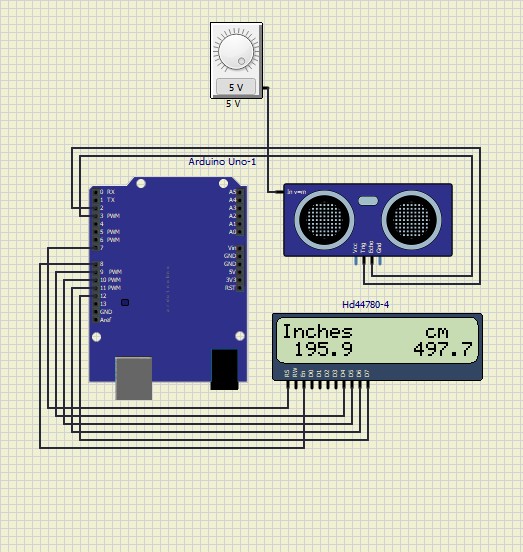 5 V
5 V
Arduino Uno-1
0 RX
1 TX
2
3 PWM
4
5 PWM
6 PWM
7
8
9 PWM
10 PWM
11 PWM
12
13
GND
Aref
A5
A4
A3
A2
A1
A0
Vin
GND
GND
5V
3V3
RST
In v=m
Vcc
Trig
Echo
Gnd
Hd44780-4
Inches cm
195.9 497.7
RS RW En D0 D1 D2 D3 D4 D5 D6 D7